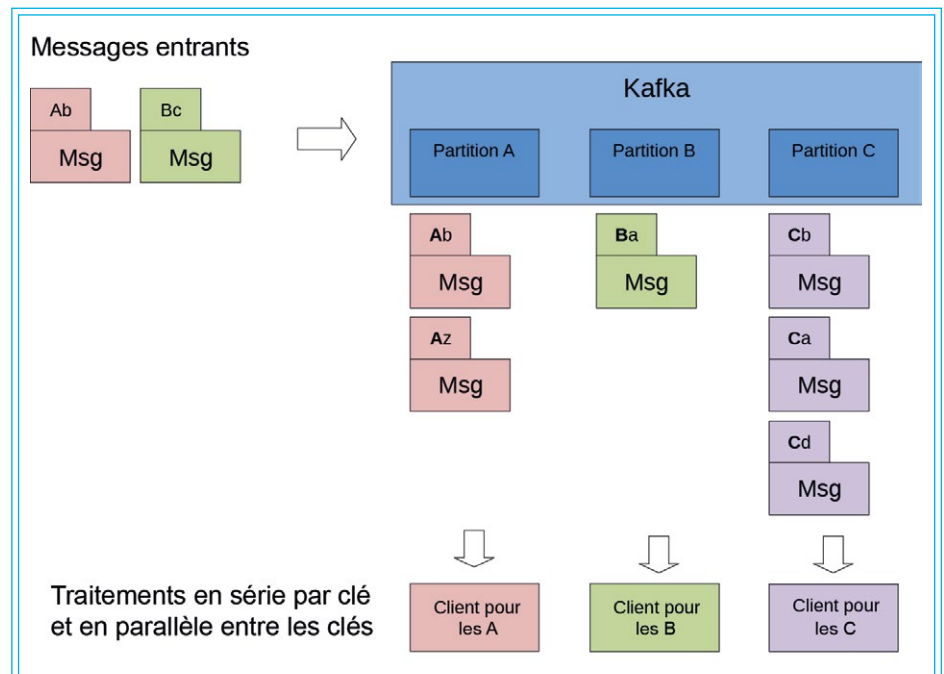 Messages entrants
Ab
Msg
Bc
Msg
Kafka
Partition A
Partition B
Partition C
Ab
Msg
Az
Msg
Ba
Msg
Cb
Msg
Ca
Msg
Cd
Msg
Traitements en série par clé
et en parallèle entre les clés
Client pour
les A
Client pour
les B
Client pour
les C